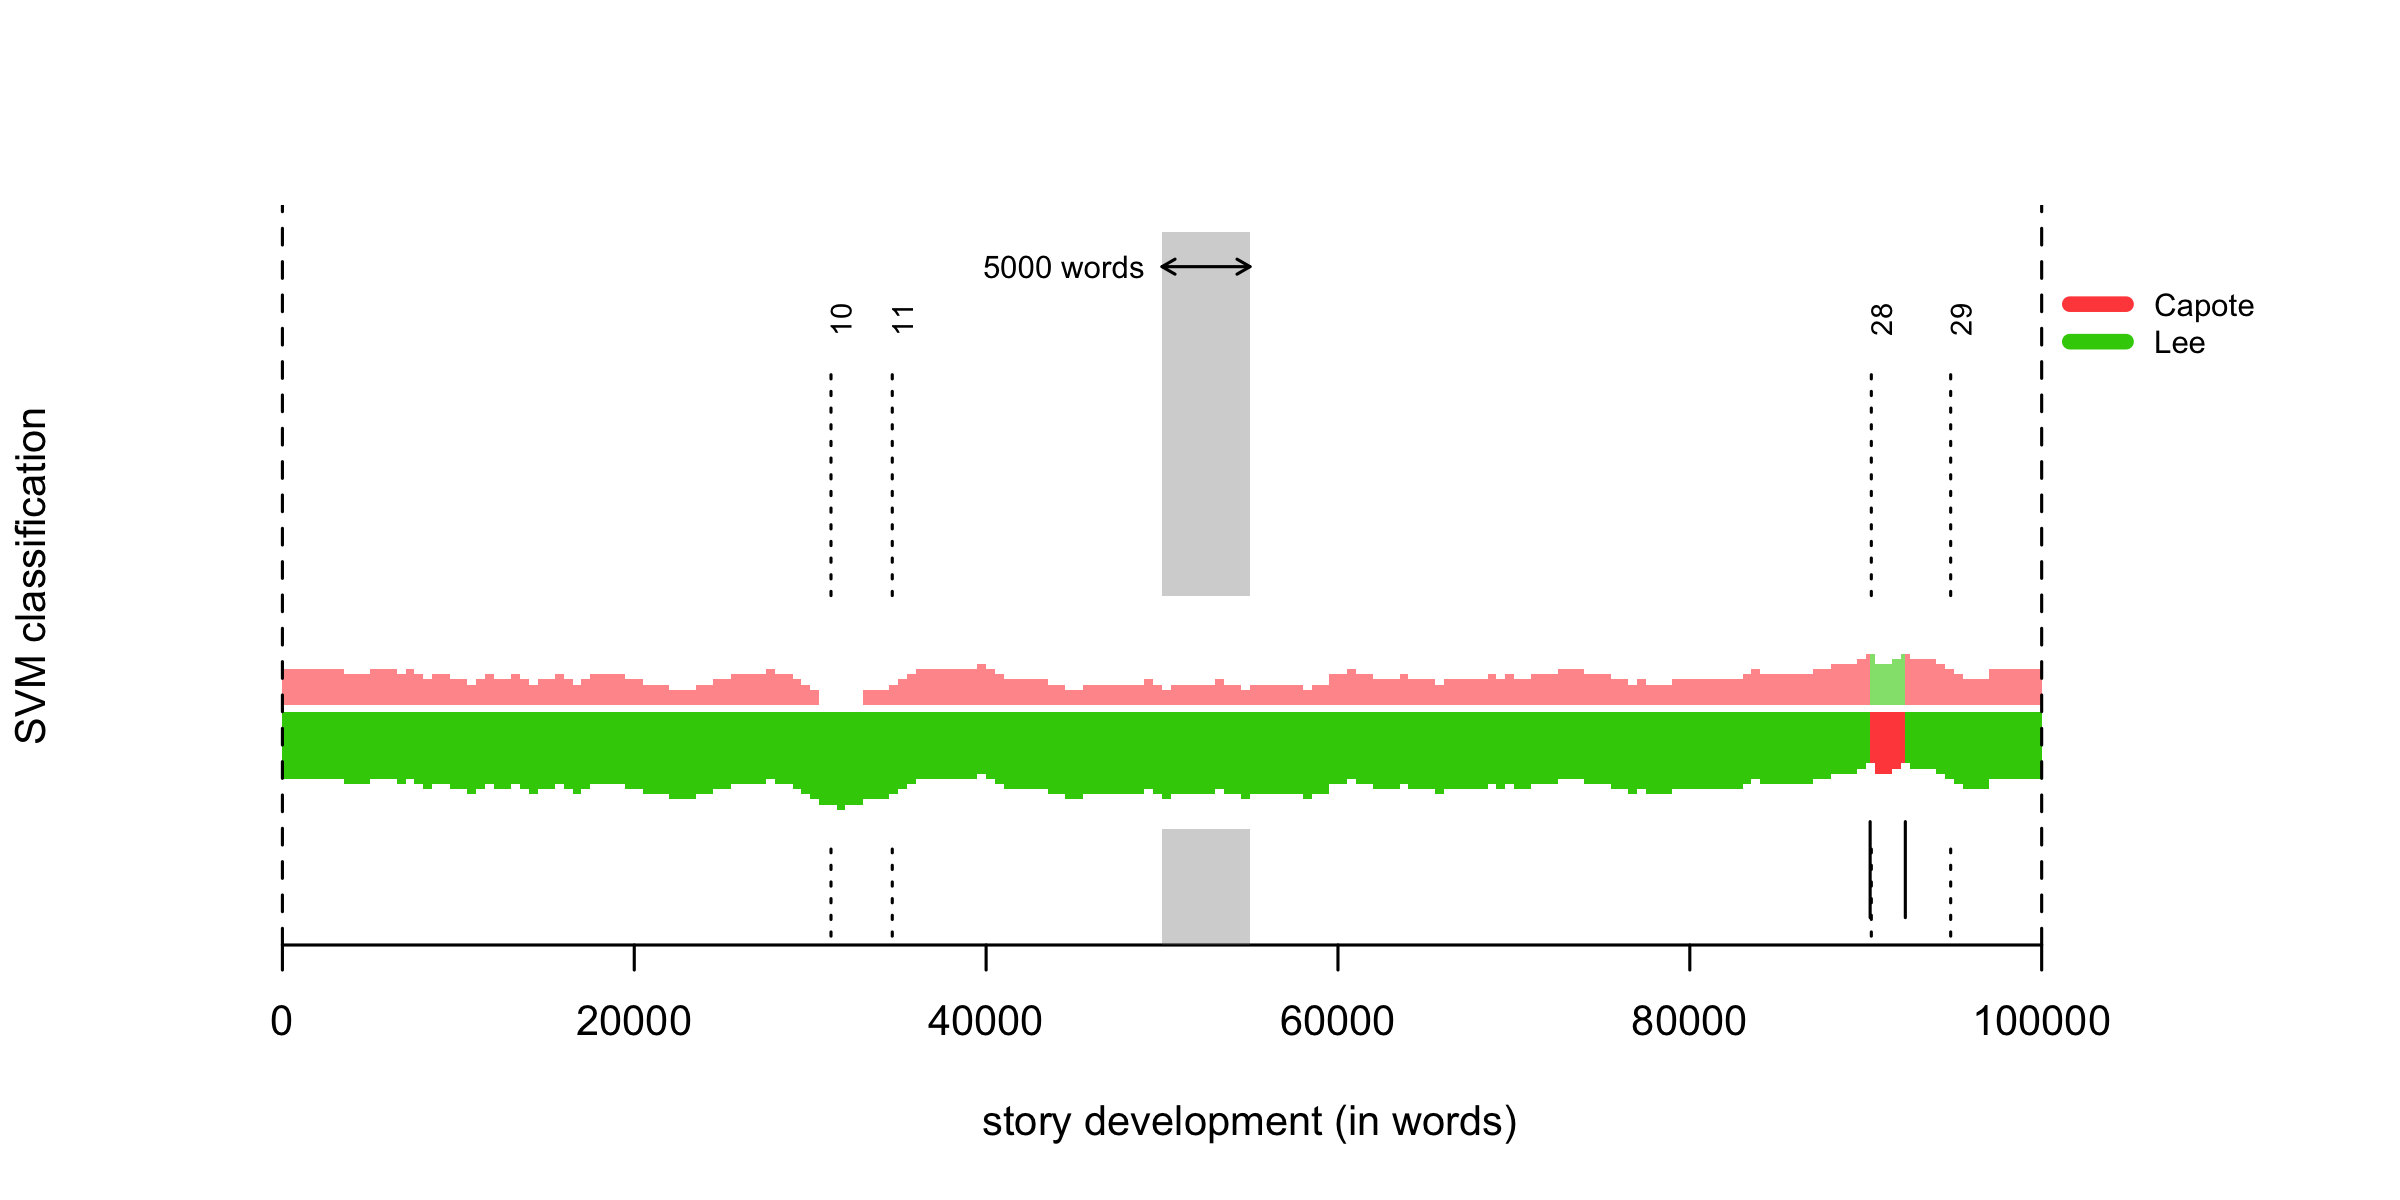 5000 words
10
11
28
29
Capote
Lee
SVM classification
0
20000
40000
60000
80000
100000
story development (in words)